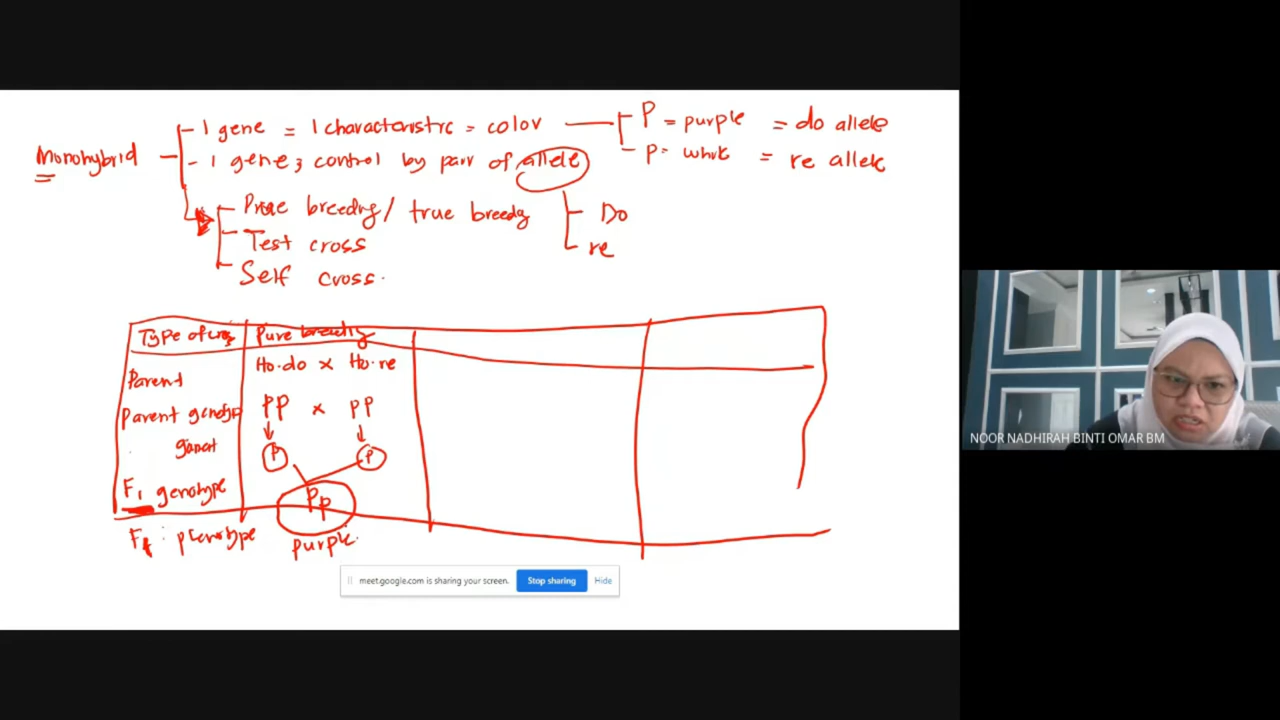 1 gene = 1 characteristic = color P = purple = do allele
Monohybrid - 1 gene; control by pair of allele p = white = re allele
Pure breeding / true breedg Do
Test cross re
Self cross.
Type of cross Pure breeding
Parent Ho.do x Ho.re
Parent genotype PP x pp
gamet P p
F1 genotype Pp
F1 : phenotype purple.
meet.google.com is sharing your screen. Stop sharing Hide
NOOR NADHIRAH BINTI OMAR BM